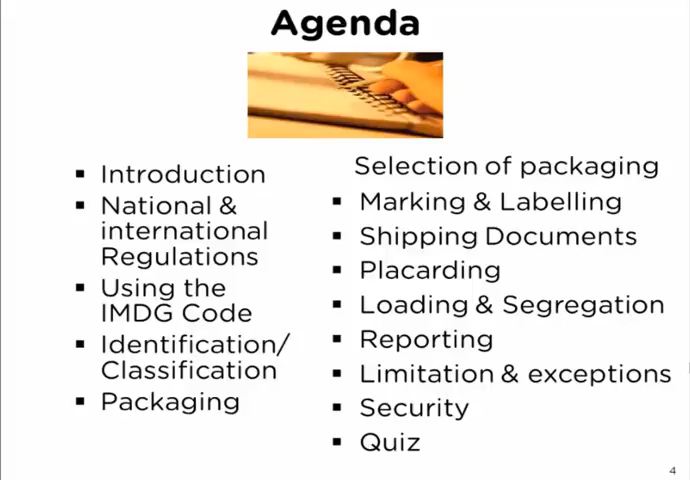 Agenda
▪ Introduction
▪ National &
international
Regulations
▪ Using the
IMDG Code
▪ Identification/
Classification
▪ Packaging
Selection of packaging
▪ Marking & Labelling
▪ Shipping Documents
▪ Placarding
▪ Loading & Segregation
▪ Reporting
▪ Limitation & exceptions
▪ Security
▪ Quiz
4